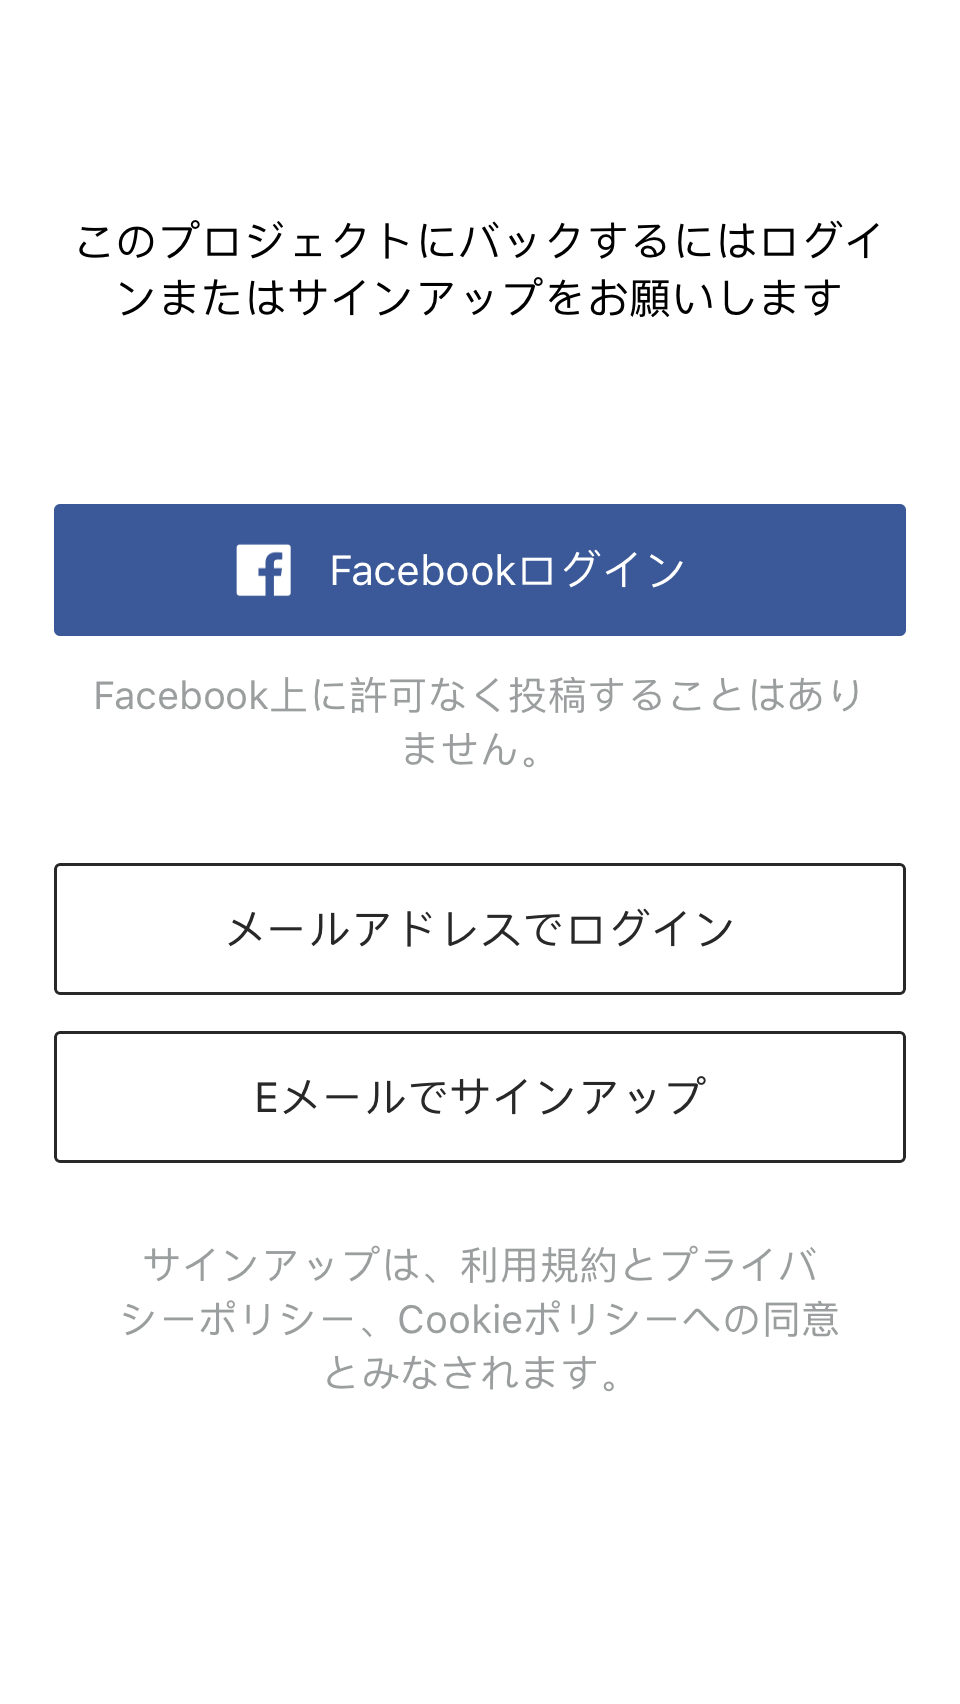 このプロジェクトにバックするにはログイ
ンまたはサインアップをお願いします
Facebookログイン
Facebook上に許可なく投稿することはあり
ません。
メールアドレスでログイン
Eメールでサインアップ
サインアップは、利用規約とプライバ
シーポリシー、Cookieポリシーへの同意
とみなされます。